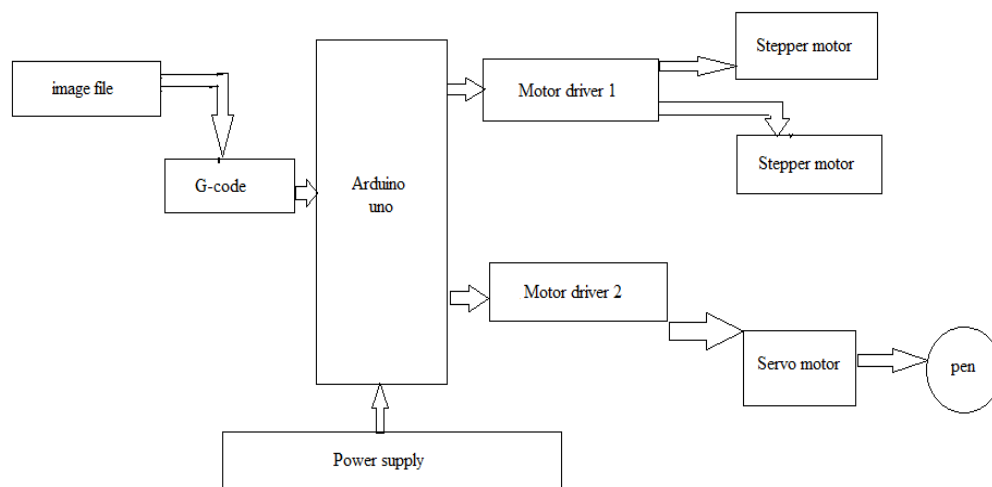 image file
G-code
Arduino
uno
Motor driver 1
Stepper motor
Stepper motor
Motor driver 2
Servo motor
pen
Power supply